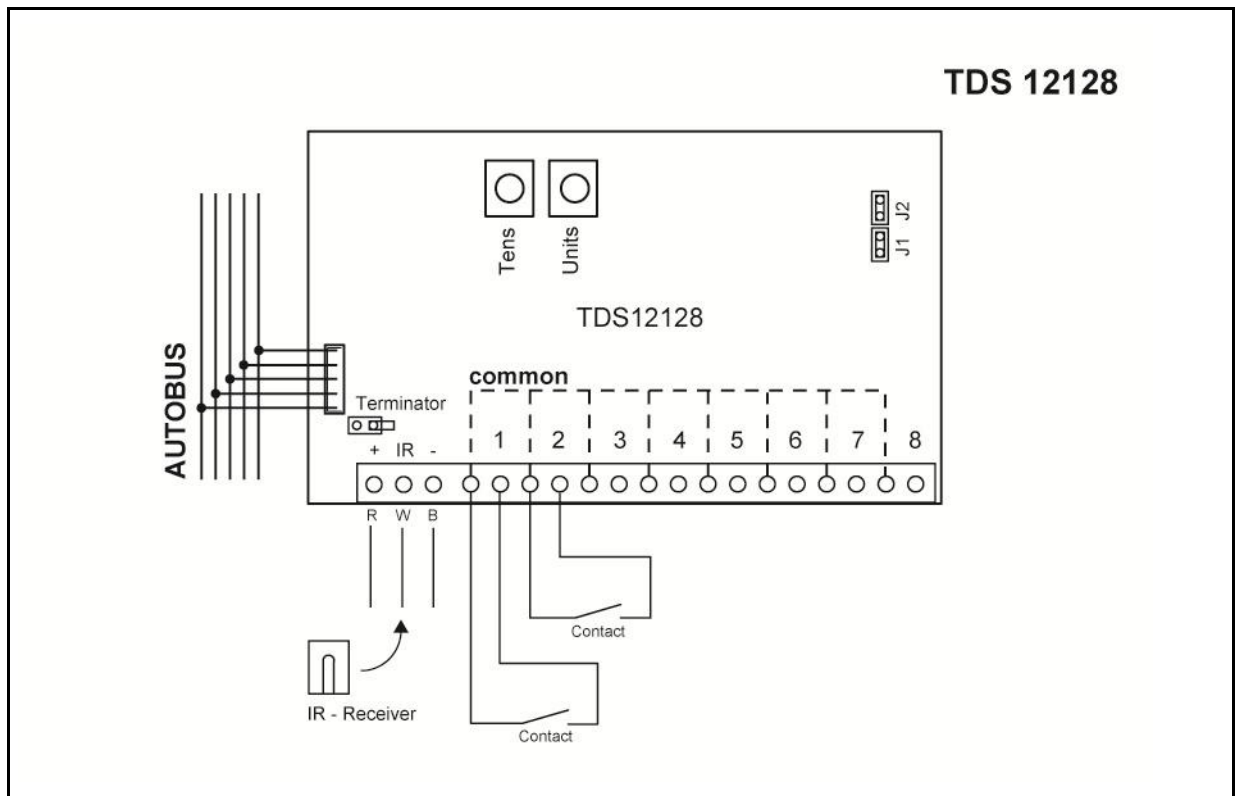 TDS 12128
J2
J1
Tens
Units
TDS12128
AUTOBUS
common
Terminator
+ IR -
1 2 3 4 5 6 7 8
R W B
Contact
IR - Receiver
Contact